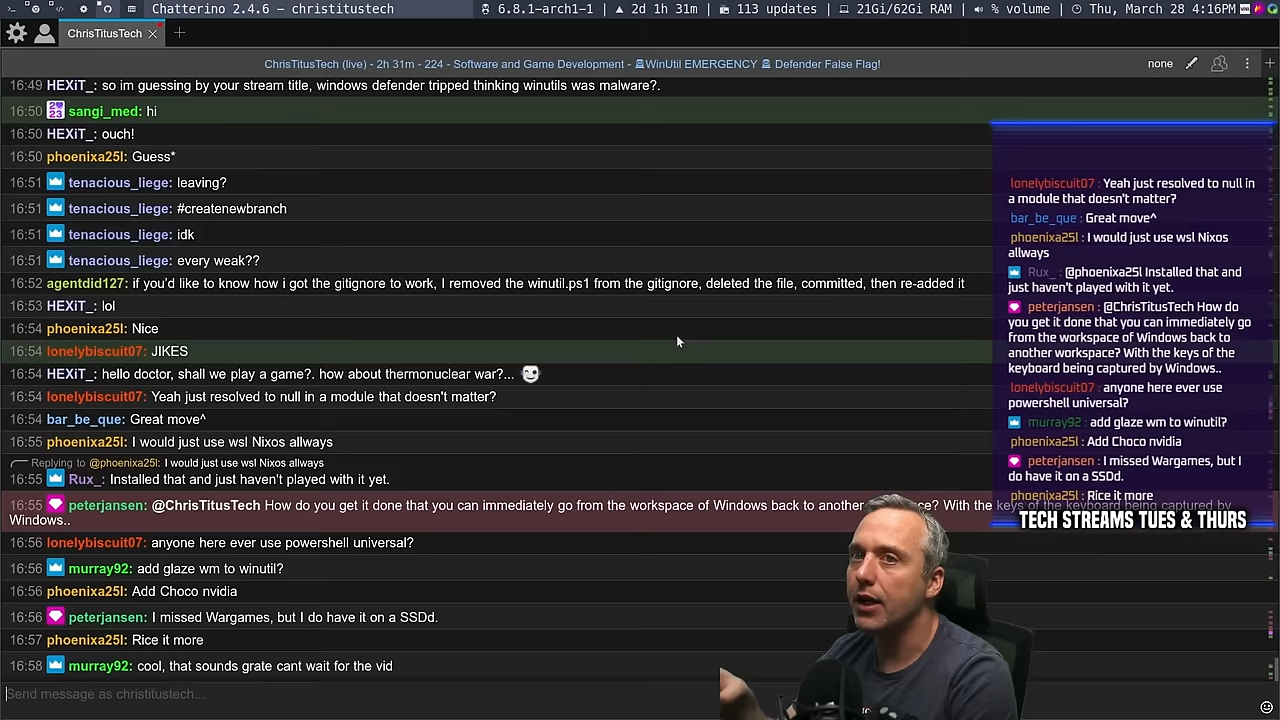 Chatterino 2.4.6 - christitustech
6.8.1-arch1-1 | 2d 1h 31m | 113 updates | 21Gi/62Gi RAM | % volume | Thu, March 28 4:16PM
ChrisTitusTech
ChrisTitusTech (live) - 2h 31m - 224 - Software and Game Development - 🚨WinUtil EMERGENCY 🚨 Defender False Flag!
none
16:49 HEXiT_: so im guessing by your stream title, windows defender tripped thinking winutils was malware?.
16:50 sangi_med: hi
16:50 HEXiT_: ouch!
16:50 phoenixa25l: Guess*
16:51 tenacious_liege: leaving?
16:51 tenacious_liege: #createnewbranch
16:51 tenacious_liege: idk
16:51 tenacious_liege: every weak??
16:52 agentdid127: if you'd like to know how i got the gitignore to work, I removed the winutil.ps1 from the gitignore, deleted the file, committed, then re-added it
16:53 HEXiT_: lol
16:54 phoenixa25l: Nice
16:54 lonelybiscuit07: JIKES
16:54 HEXiT_: hello doctor, shall we play a game?. how about thermonuclear war?...
16:54 lonelybiscuit07: Yeah just resolved to null in a module that doesn't matter?
16:54 bar_be_que: Great move^
16:55 phoenixa25l: I would just use wsl Nixos allways
Replying to @phoenixa25l: I would just use wsl Nixos allways
16:55 Rux_: Installed that and just haven't played with it yet.
16:55 peterjansen: @ChrisTitusTech How do you get it done that you can immediately go from the workspace of Windows back to another ce? With the keys of the keyboard being captured by
Windows..
16:56 lonelybiscuit07: anyone here ever use powershell universal?
16:56 murray92: add glaze wm to winutil?
16:56 phoenixa25l: Add Choco nvidia
16:56 peterjansen: I missed Wargames, but I do have it on a SSDd.
16:57 phoenixa25l: Rice it more
16:58 murray92: cool, that sounds grate cant wait for the vid
Send message as christitustech...
lonelybiscuit07 : Yeah just resolved to null in
a module that doesn't matter?
bar_be_que : Great move^
phoenixa25l : I would just use wsl Nixos
allways
Rux_ : @phoenixa25l Installed that and
just haven't played with it yet.
peterjansen : @ChrisTitusTech How do
you get it done that you can immediately go
from the workspace of Windows back to
another workspace? With the keys of the
keyboard being captured by Windows..
lonelybiscuit07 : anyone here ever use
powershell universal?
murray92 : add glaze wm to winutil?
phoenixa25l : Add Choco nvidia
peterjansen : I missed Wargames, but I
do have it on a SSDd.
phoenixa25l : Rice it more
TECH STREAMS TUES & THURS